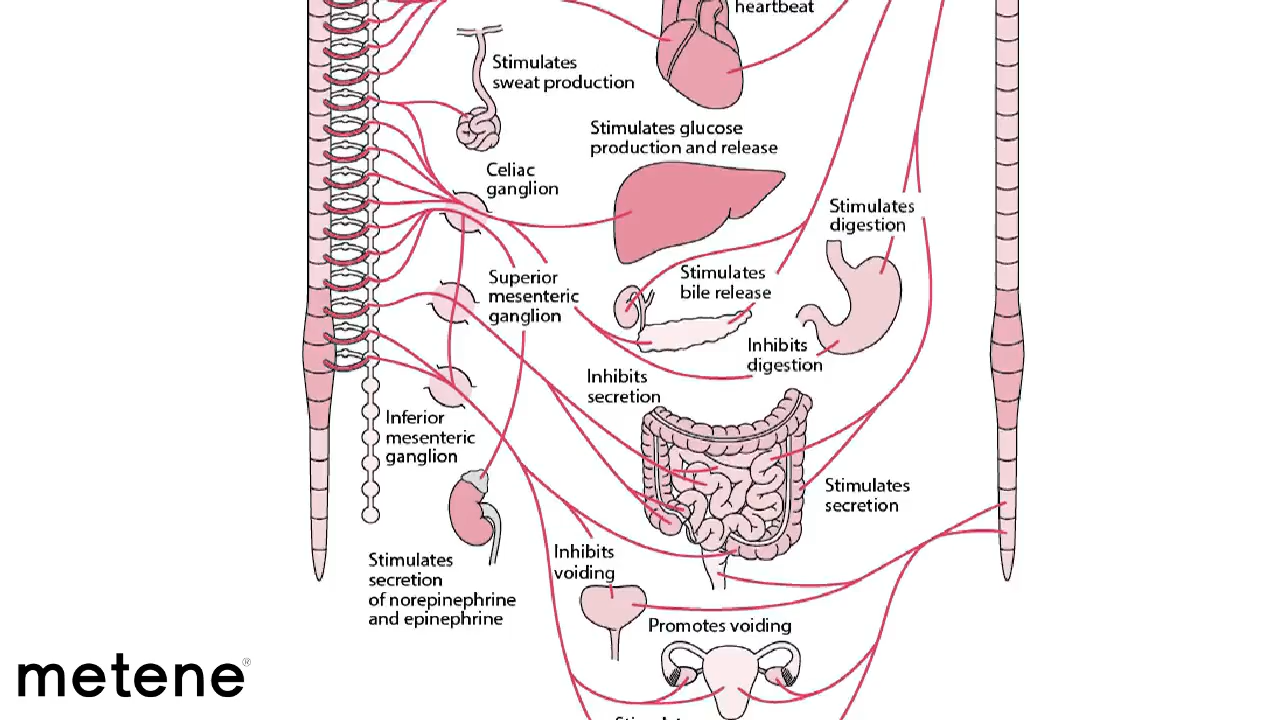 heartbeat
Stimulates
sweat production
Stimulates glucose
production and release
Celiac
ganglion
Stimulates
digestion
Superior
mesenteric
ganglion
Stimulates
bile release
Inhibits
digestion
Inhibits
secretion
Inferior
mesenteric
ganglion
Stimulates
secretion
Inhibits
voiding
Stimulates
secretion
of norepinephrine
and epinephrine
Promotes voiding
metene®